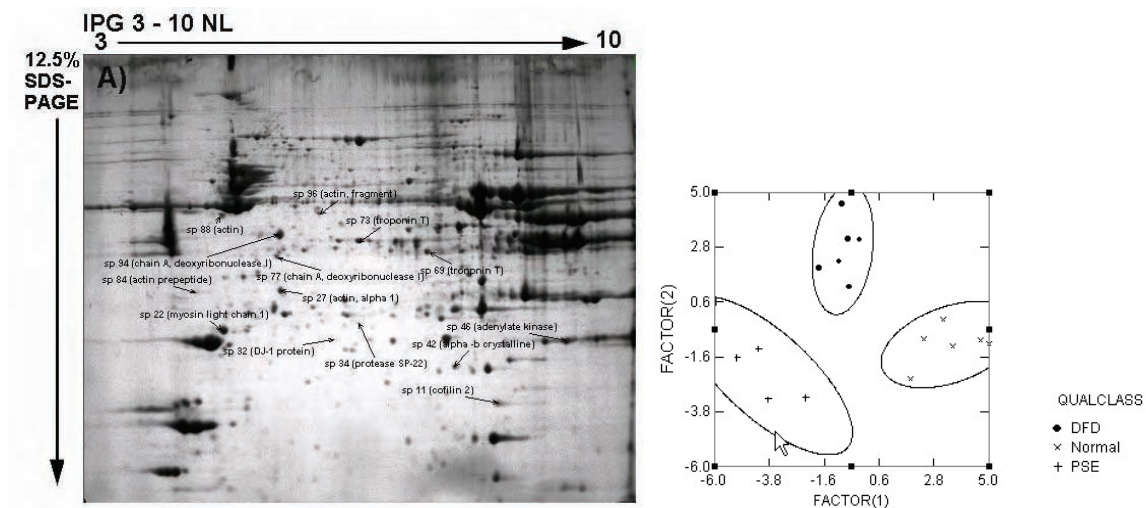 IPG 3 - 10 NL
3 10
12.5%
SDS-
PAGE
A)
sp 96 (actin, fragment)
sp 88 (actin)
sp 73 (troponin T)
sp 94 (chain A, deoxyribonuclease I)
sp 84 (actin prepeptide)
sp 77 (chain A, deoxyribonuclease I)
sp 69 (troponin T)
sp 27 (actin, alpha 1)
sp 22 (myosin light chain 1)
sp 46 (adenylate kinase)
sp 32 (DJ-1 protein)
sp 42 (alpha -b crystalline)
sp 34 (protease SP-22)
sp 11 (cofilin 2)
FACTOR(2)
5.0
2.8
0.6
-1.6
-3.8
-6.0
-6.0 -3.8 -1.6 0.6 2.8 5.0
FACTOR(1)
QUALCLASS
DFD
Normal
PSE